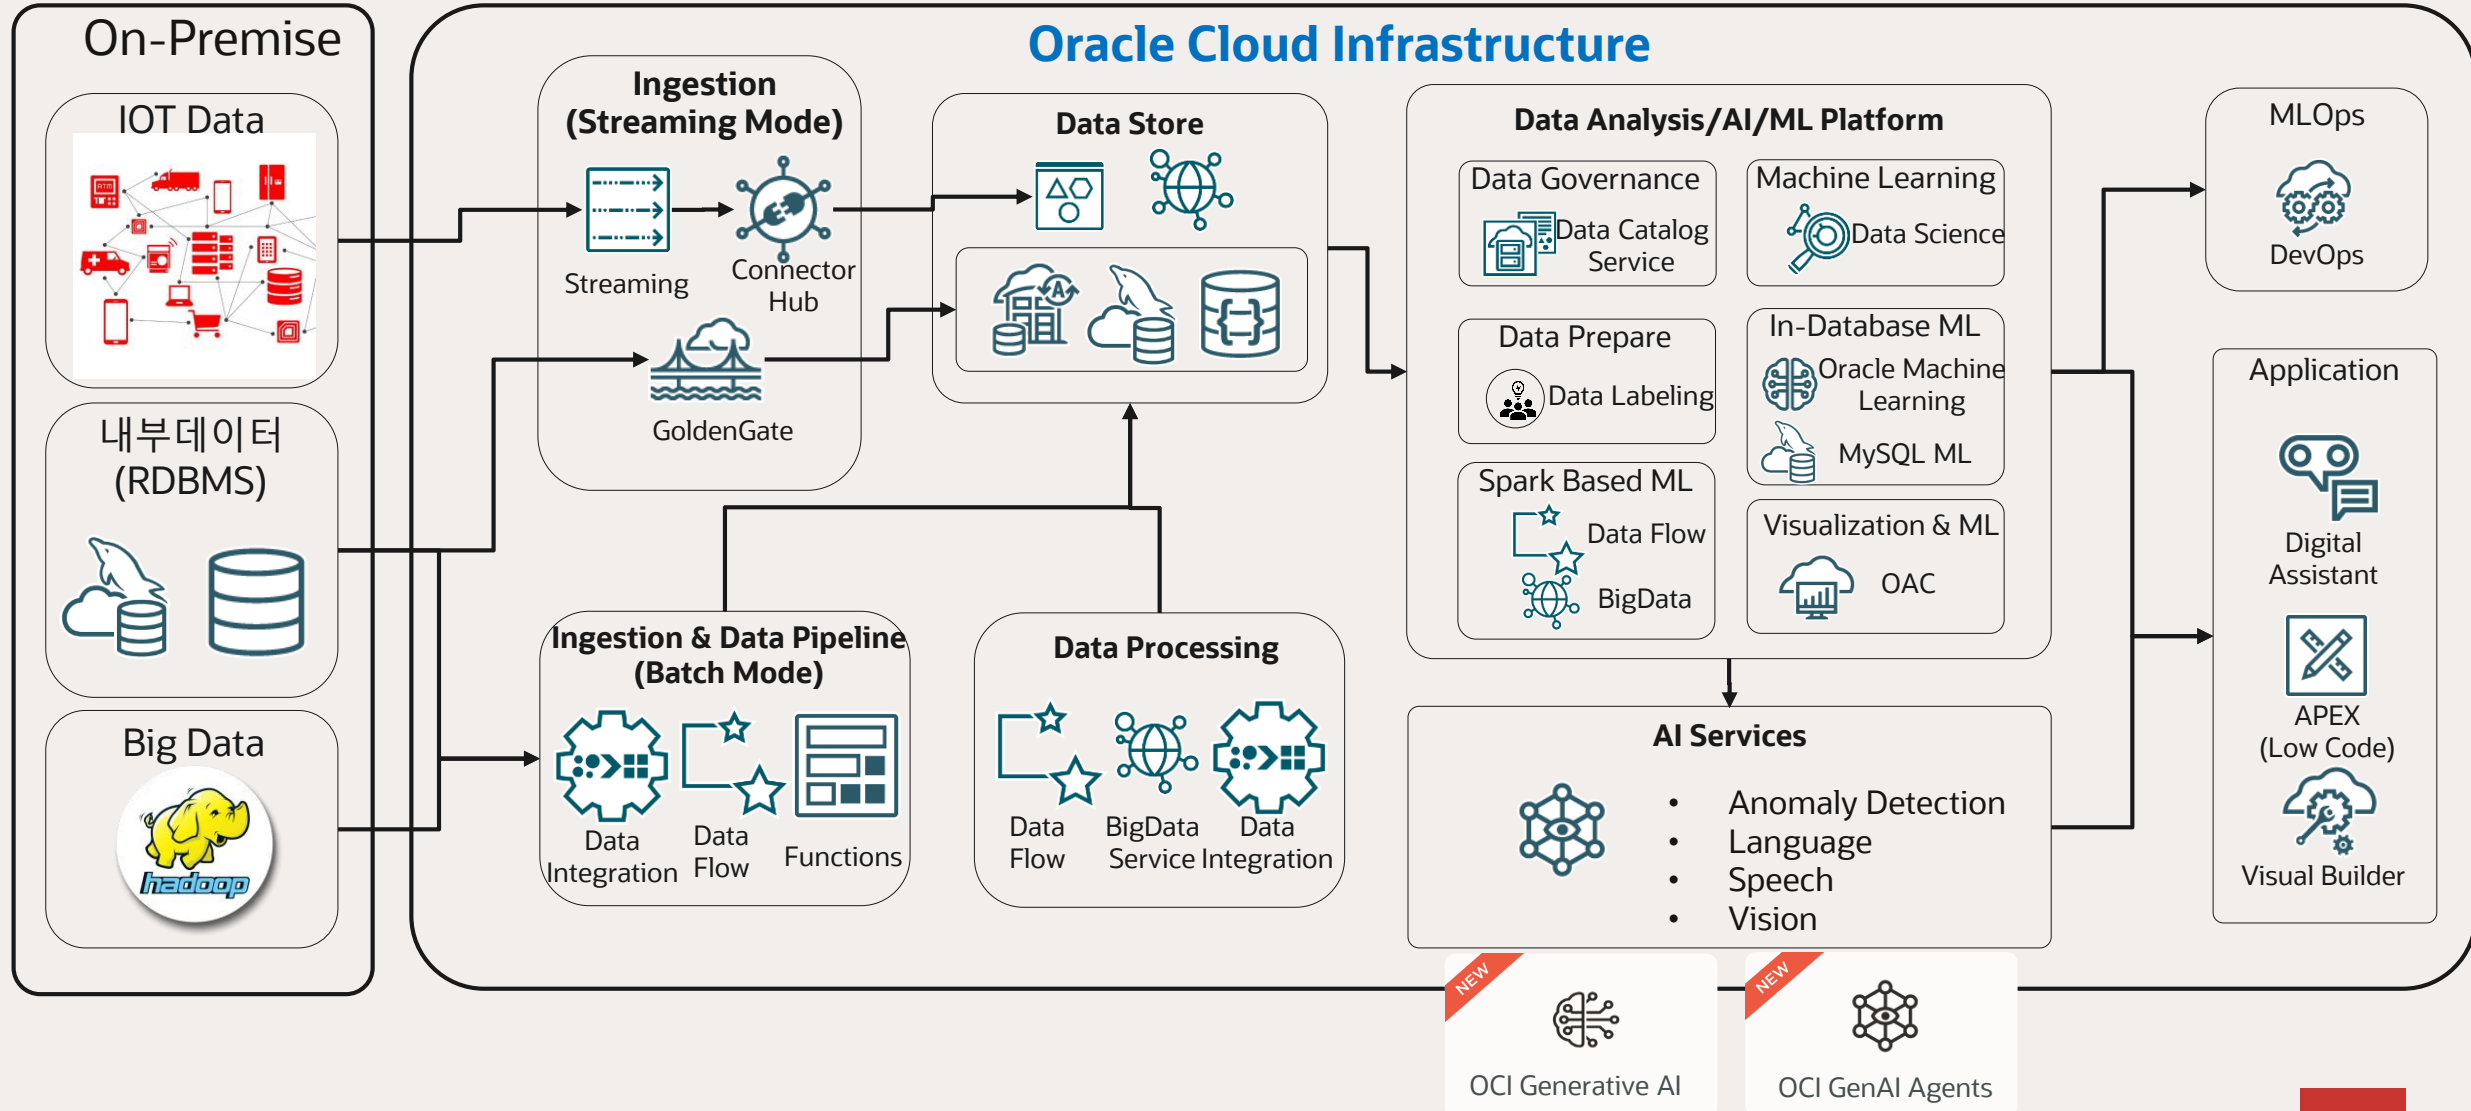 On-Premise
IOT Data
ATM
내부데이터
(RDBMS)
Big Data
hadoop
Oracle Cloud Infrastructure
Ingestion
(Streaming Mode)
Streaming
Connector
Hub
GoldenGate
Data Store
A
Ingestion & Data Pipeline
(Batch Mode)
Data
Integration
Data
Flow
Functions
Data Processing
Data
Flow
BigData
Service
Data
Integration
Data Analysis/AI/ML Platform
Data Governance
Data Catalog
Service
Machine Learning
Data Science
Data Prepare
Data Labeling
In-Database ML
Oracle Machine
Learning
MySQL ML
Spark Based ML
Data Flow
BigData
Visualization & ML
OAC
AI Services
• Anomaly Detection
• Language
• Speech
• Vision
NEW
OCI Generative AI
NEW
OCI GenAI Agents
MLOps
DevOps
Application
Digital
Assistant
APEX
(Low Code)
Visual Builder